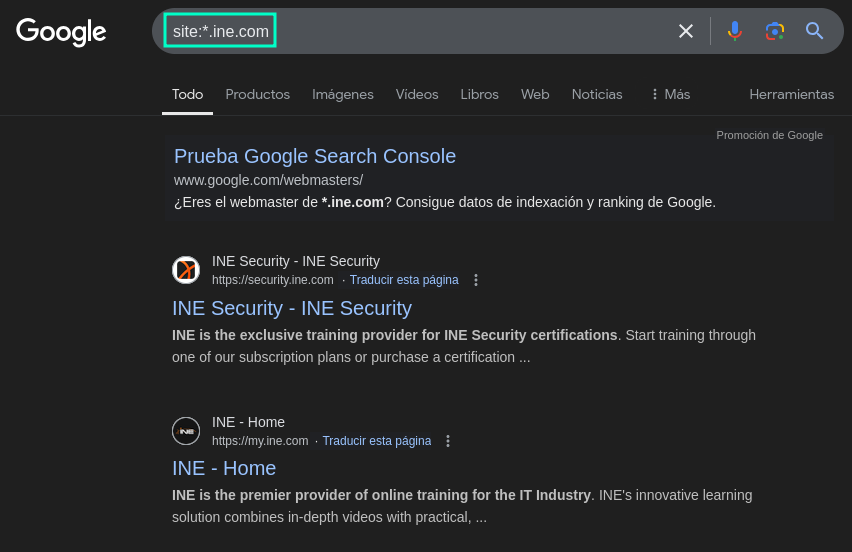 Google
site:*.ine.com
Todo
Productos
Imágenes
Vídeos
Libros
Web
Noticias
Más
Herramientas
Promoción de Google
Prueba Google Search Console
www.google.com/webmasters/
¿Eres el webmaster de *.ine.com? Consigue datos de indexación y ranking de Google.
INE Security - INE Security
https://security.ine.com · Traducir esta página
INE Security - INE Security
INE is the exclusive training provider for INE Security certifications. Start training through
one of our subscription plans or purchase a certification ...
INE
INE - Home
https://my.ine.com · Traducir esta página
INE - Home
INE is the premier provider of online training for the IT Industry. INE's innovative learning
solution combines in-depth videos with practical, ...